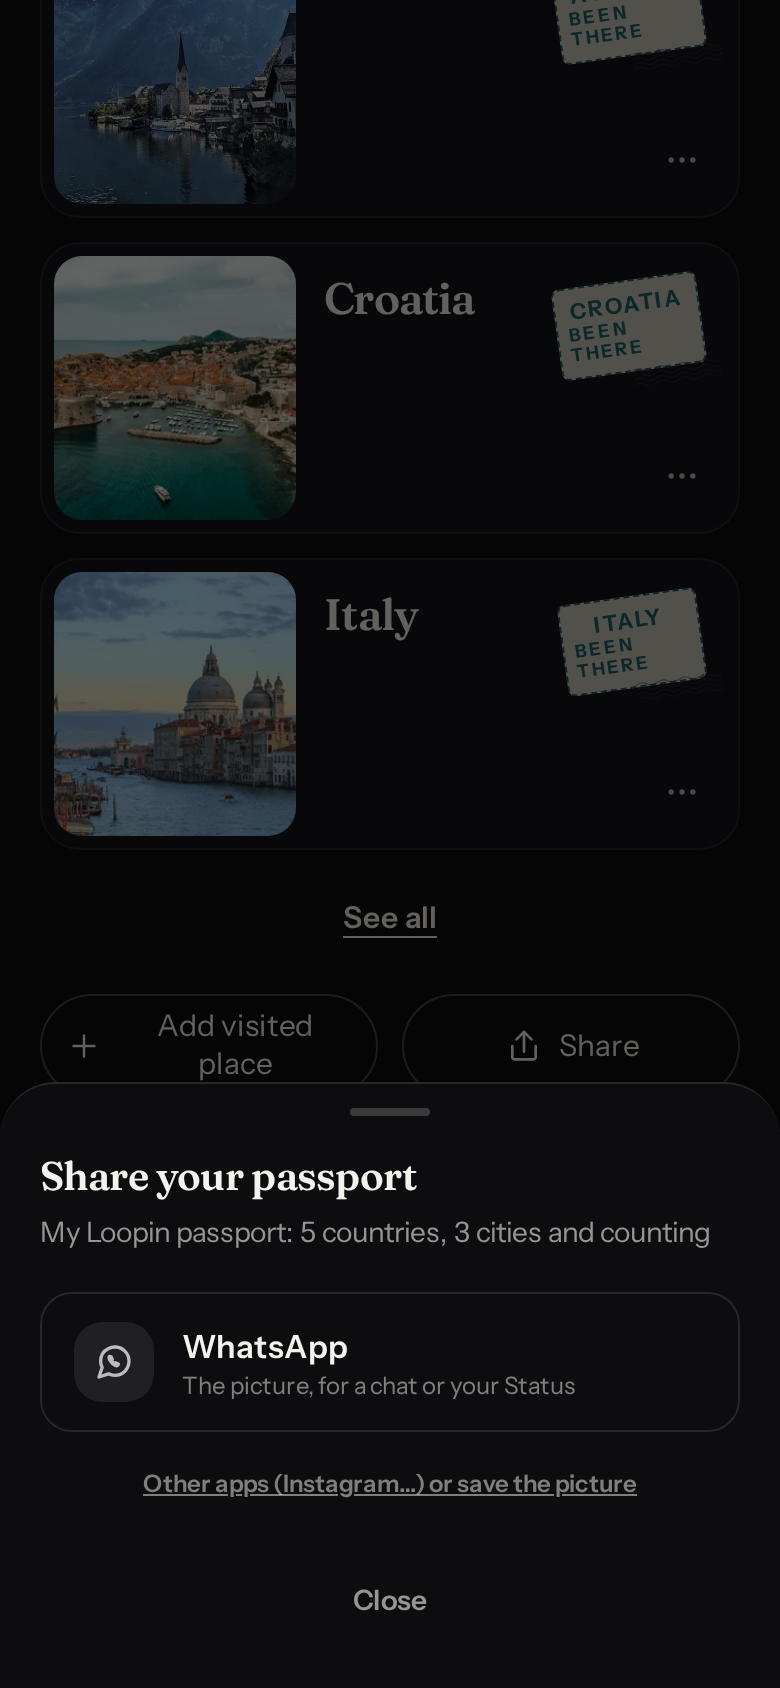 BEEN
THERE
Croatia
CROATIA
BEEN
THERE
Italy
ITALY
BEEN
THERE
See all
Add visited
place
Share
Share your passport
My Loopin passport: 5 countries, 3 cities and counting
WhatsApp
The picture, for a chat or your Status
Other apps (Instagram...) or save the picture
Close